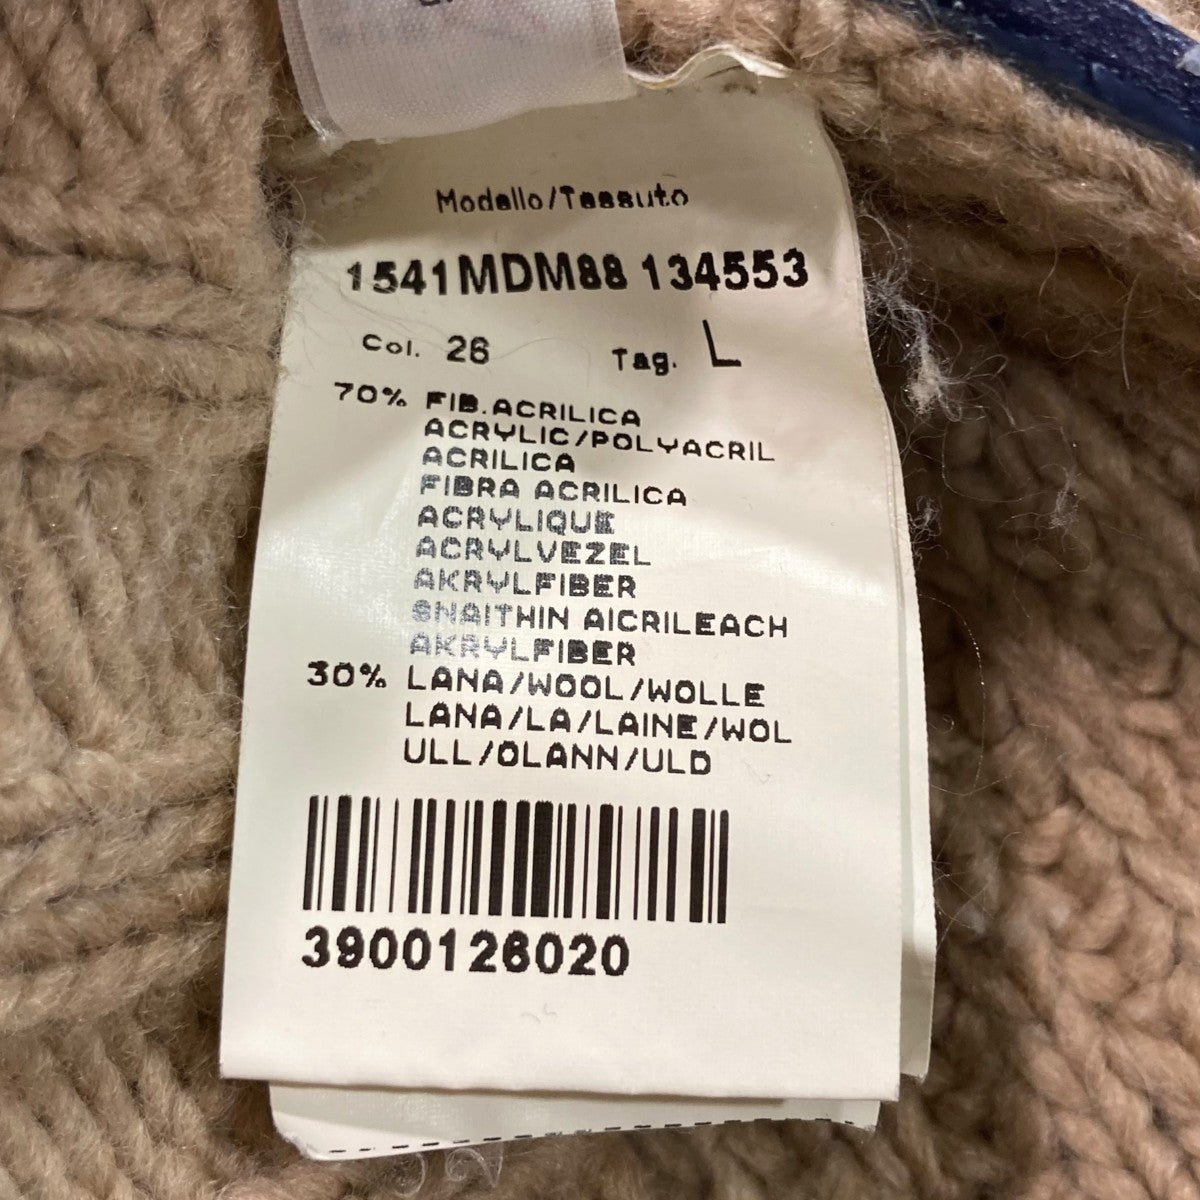 Modello/Tessuto
1541MDM88 134553
Col. 26 Tag. L
70% FIB.ACRILICA
ACRYLIC/POLYACRIL
ACRILICA
FIBRA ACRILICA
ACRYLIQUE
ACRYLVEZEL
AKRYLFIBER
SNAITHIN AICRILEACH
AKRYLFIBER
30% LANA/WOOL/WOLLE
LANA/LA/LAINE/WOL
ULL/OLANN/ULD
3900126020